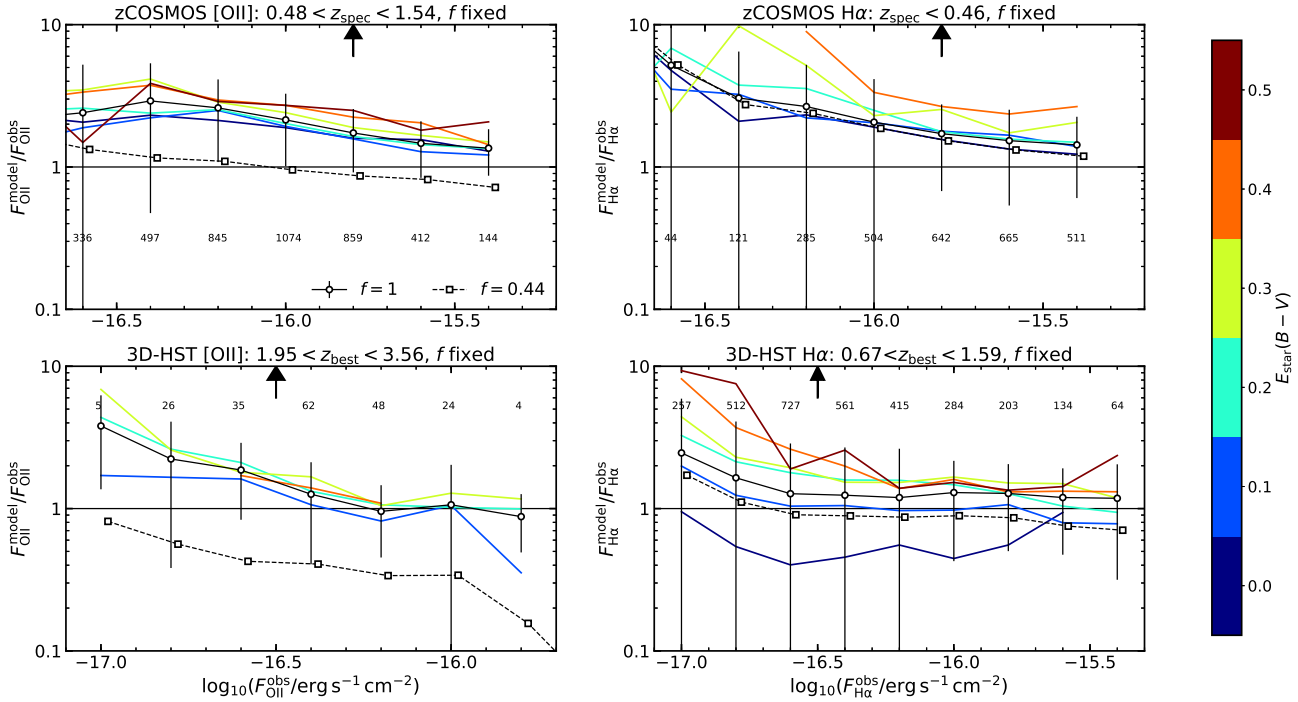 zCOSMOS [OII]: 0.48 < z_spec < 1.54, f fixed
10
1
0.1
F_OII^model/F_OII^obs
336 497 845 1074 859 412 144
f = 1 f = 0.44
−16.5 −16.0 −15.5
zCOSMOS Hα: z_spec < 0.46, f fixed
10
1
0.1
F_Hα^model/F_Hα^obs
44 121 285 504 642 665 511
−16.5 −16.0 −15.5
3D-HST [OII]: 1.95 < z_best < 3.56, f fixed
10
1
0.1
F_OII^model/F_OII^obs
5 26 35 62 48 24 4
−17.0 −16.5 −16.0
log₁₀(F_OII^obs/erg s⁻¹ cm⁻²)
3D-HST Hα: 0.67<z_best < 1.59, f fixed
10
1
0.1
F_Hα^model/F_Hα^obs
257 512 727 561 415 284 203 134 64
−17.0 −16.5 −16.0 −15.5
log₁₀(F_Hα^obs/erg s⁻¹ cm⁻²)
0.5
0.4
0.3
0.2
0.1
0.0
E_star(B − V)